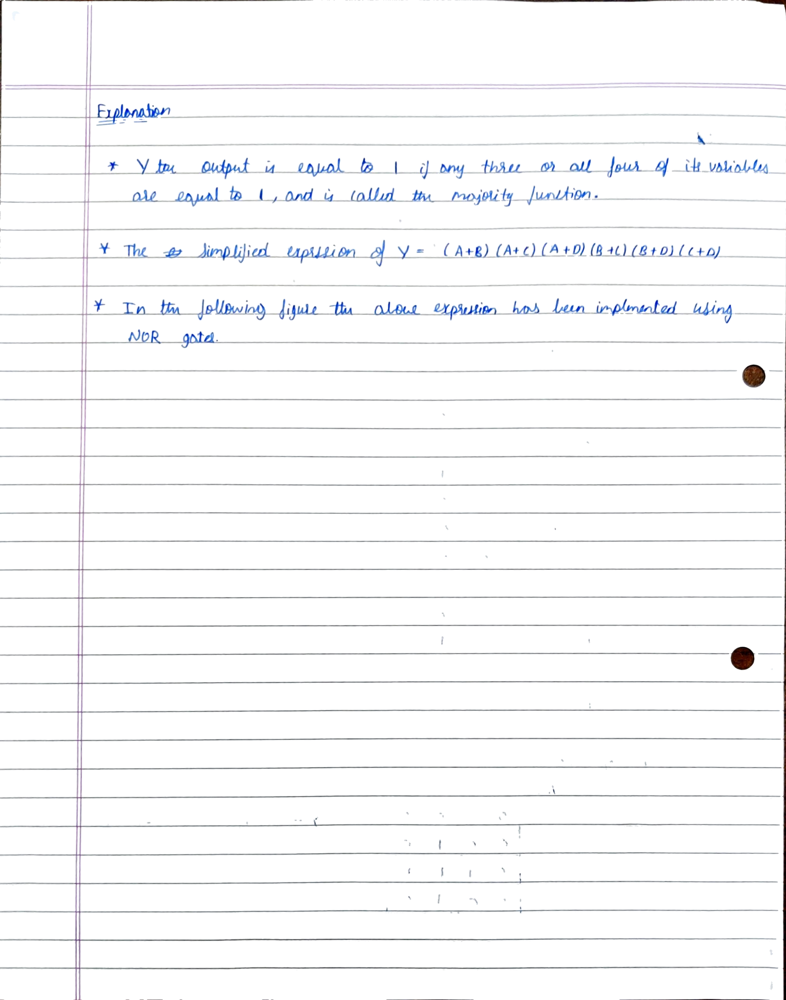 Explanation
* Y the output is equal to 1 if any three or all four of its variables
are equal to 1, and is called the majority function.
* The simplified exprssion of Y = (A+B) (A+C) (A+D) (B+C) (B+D) (C+D)
* In the following figure the above expression has been implmented using
NOR gates.